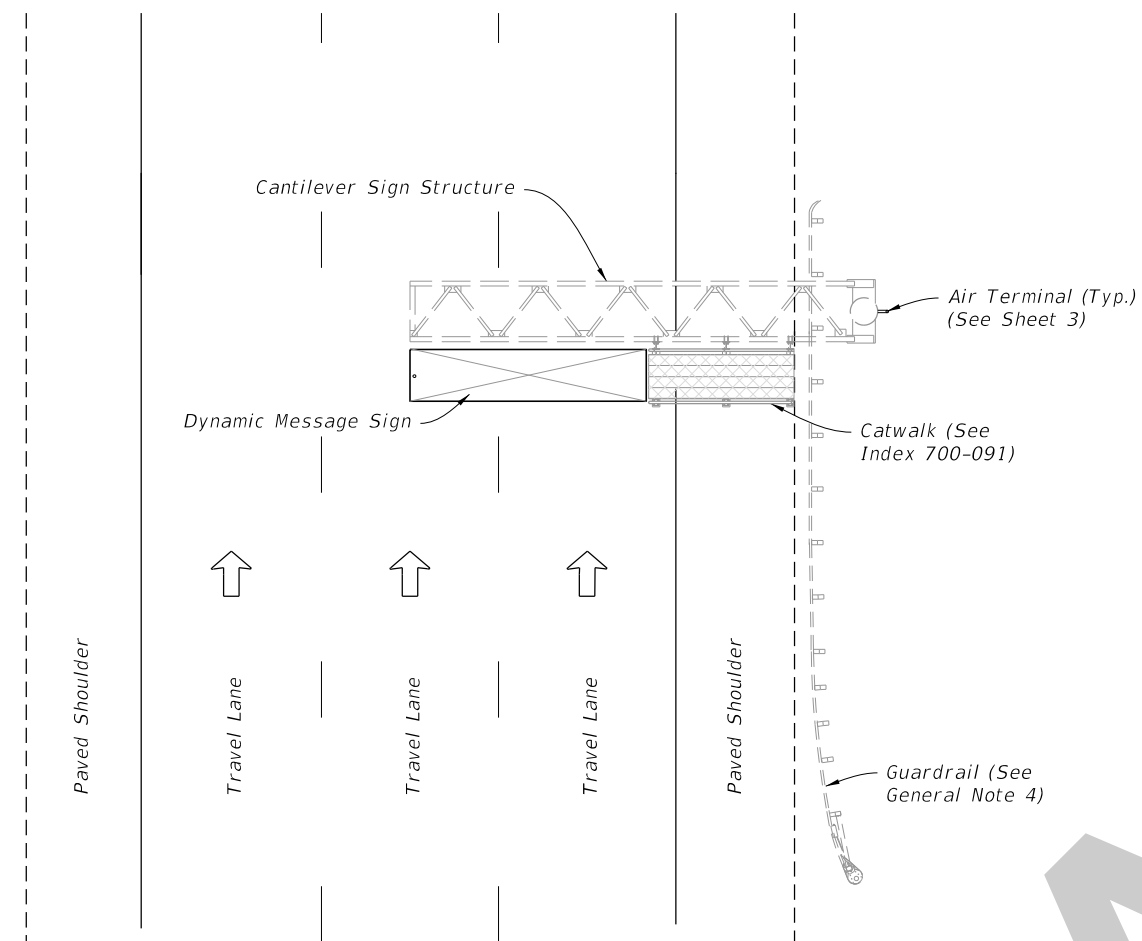 Cantilever Sign Structure
Air Terminal (Typ.)
(See Sheet 3)
Dynamic Message Sign
Catwalk (See
Index 700-091)
Paved Shoulder
Travel Lane
Travel Lane
Travel Lane
Paved Shoulder
Guardrail (See
General Note 4)